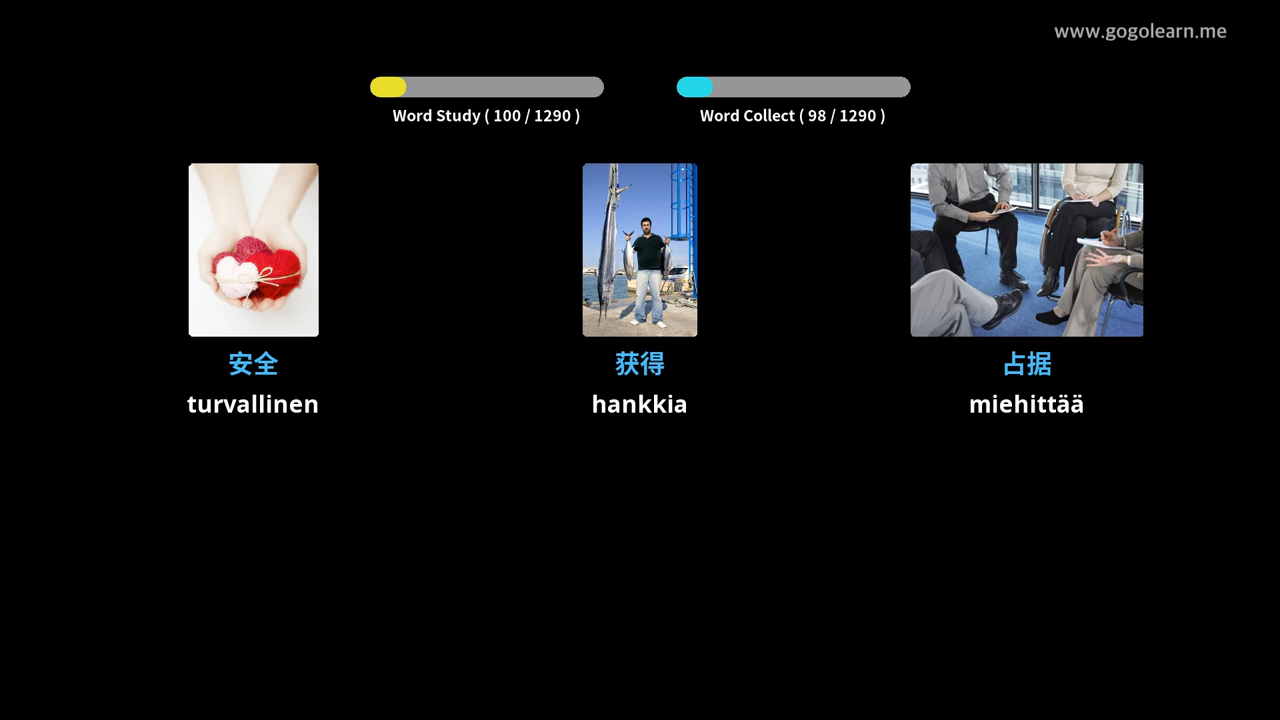 www.gogolearn.me
Word Study ( 100 / 1290 )
Word Collect ( 98 / 1290 )
安全
获得
占据
turvallinen
hankkia
miehittää